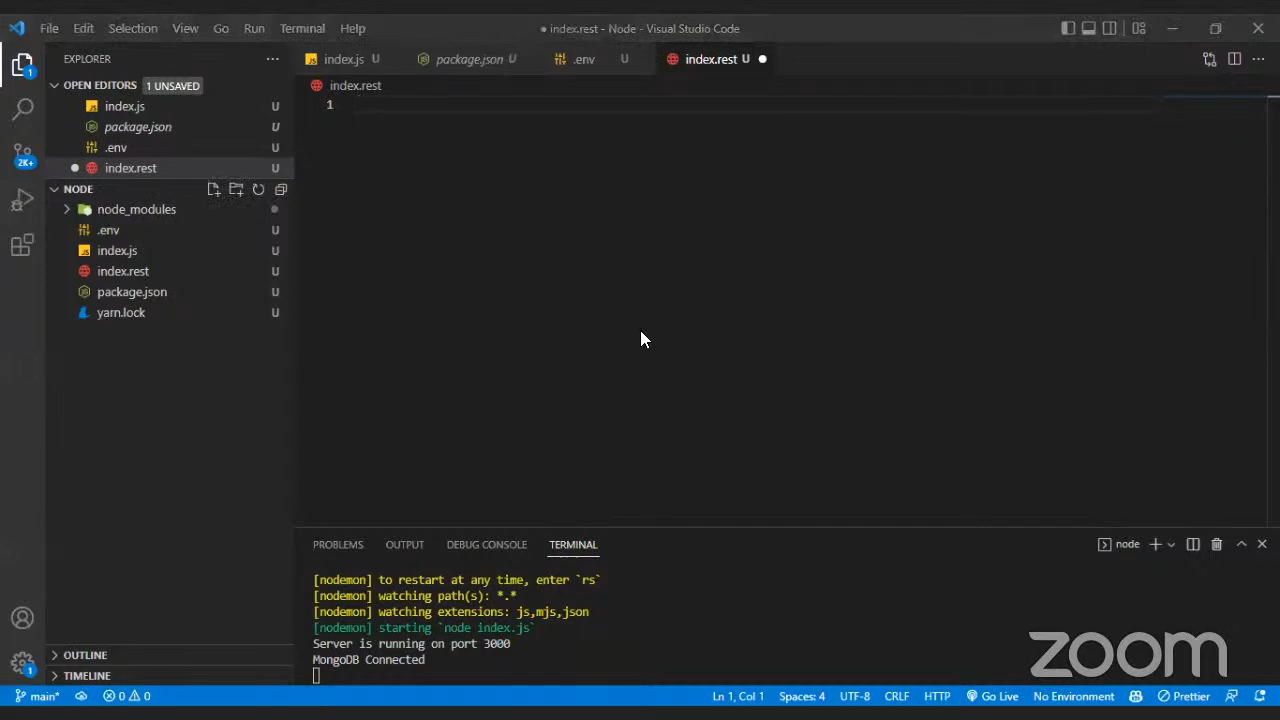 File Edit Selection View Go Run Terminal Help
● index.rest - Node - Visual Studio Code
EXPLORER
OPEN EDITORS 1 UNSAVED
index.js U
package.json U
.env U
index.rest U
NODE
node_modules
.env U
index.js U
index.rest U
package.json U
yarn.lock U
OUTLINE
TIMELINE
1
2K+
1
index.js U
package.json U
.env U
index.rest U
index.rest
1
PROBLEMS OUTPUT DEBUG CONSOLE TERMINAL
node
[nodemon] to restart at any time, enter `rs`
[nodemon] watching path(s): *.*
[nodemon] watching extensions: js,mjs,json
[nodemon] starting `node index.js`
Server is running on port 3000
MongoDB Connected
zoom
main* 0 0 Ln 1, Col 1 Spaces: 4 UTF-8 CRLF HTTP Go Live No Environment Prettier